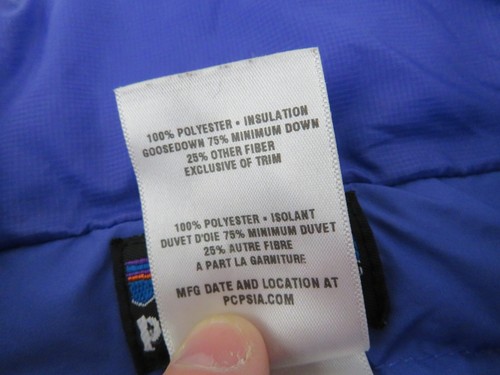 100% POLYESTER • INSULATION
GOOSEDOWN 75% MINIMUM DOWN
25% OTHER FIBER
EXCLUSIVE OF TRIM
100% POLYESTER • ISOLANT
DUVET D'OIE 75% MINIMUM DUVET
25% AUTRE FIBRE
A PART LA GARNITURE
MFG DATE AND LOCATION AT
PCPSIA.COM